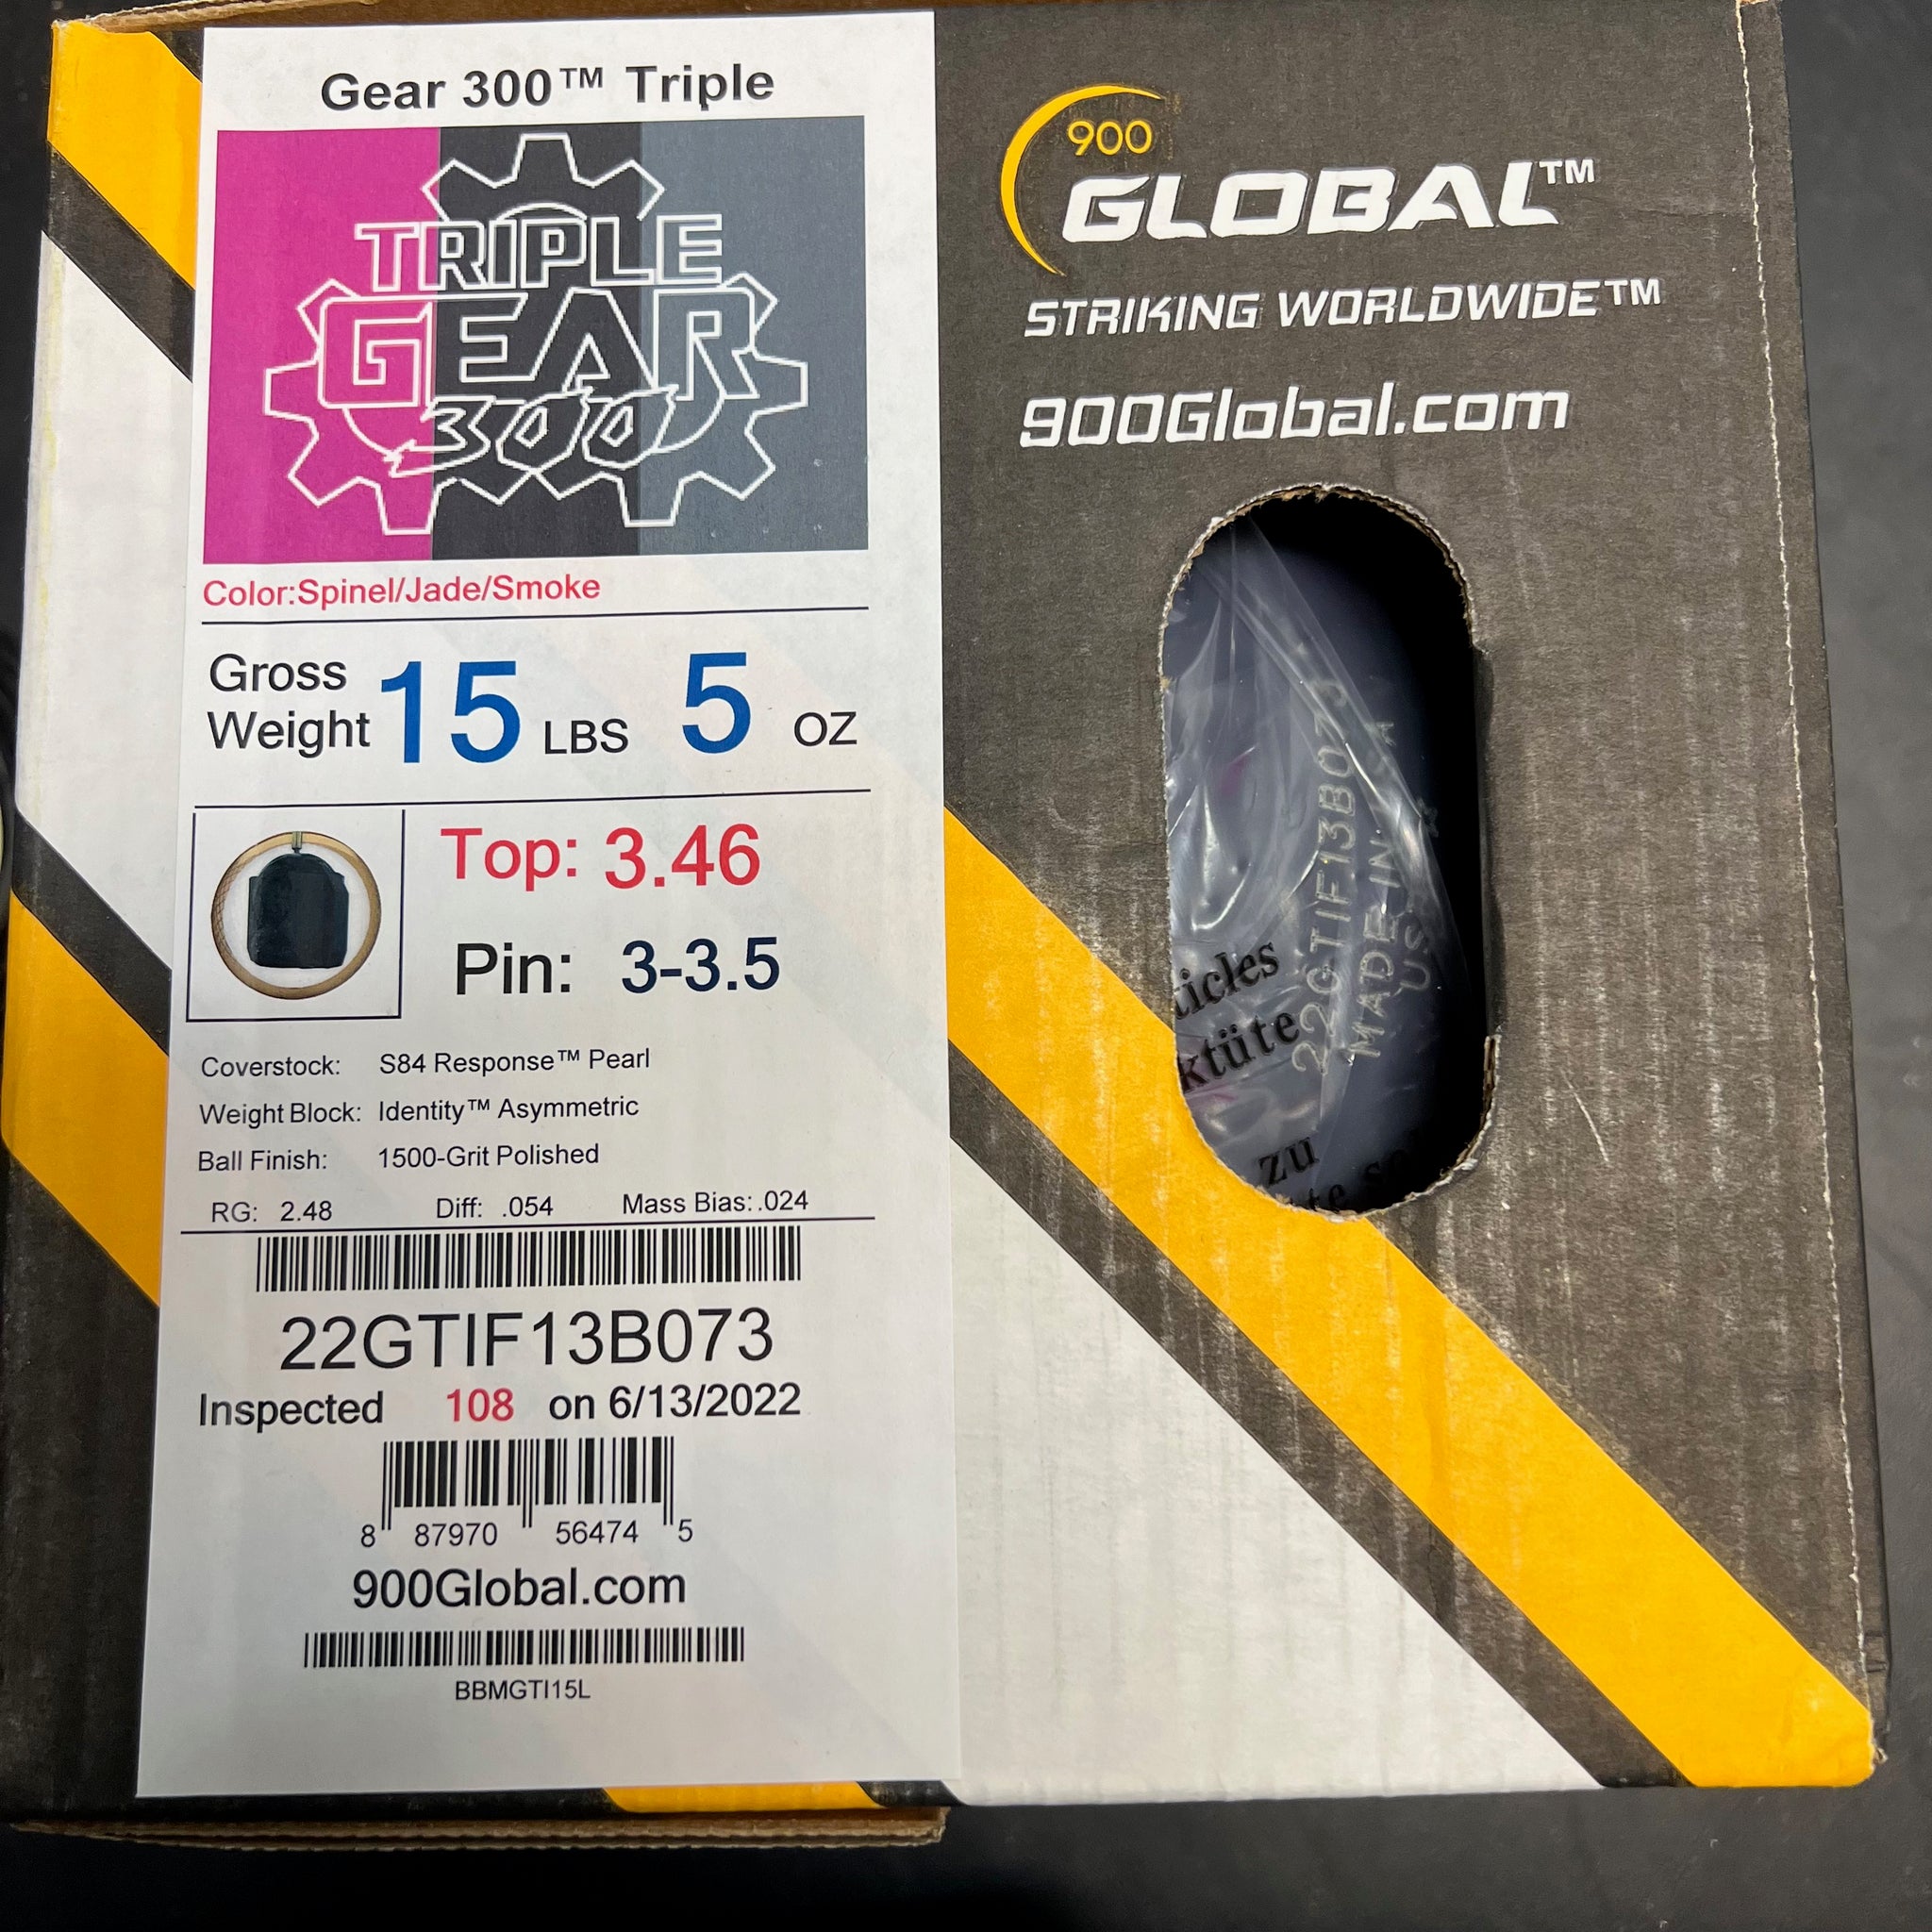 Gear 300™ Triple
TRIPLE
GEAR
300
Color:Spinel/Jade/Smoke
Gross
Weight 15 LBS 5 OZ
Top: 3.46
Pin: 3-3.5
Coverstock: S84 Response™ Pearl
Weight Block: Identity™ Asymmetric
Ball Finish: 1500-Grit Polished
RG: 2.48 Diff: .054 Mass Bias: .024
22GTIF13B073
Inspected 108 on 6/13/2022
8 87970 56474 5
900Global.com
BBMGTI15L
900
GLOBAL™
STRIKING WORLDWIDE™
900Global.com
22GTIF13B073
MADE IN
zu